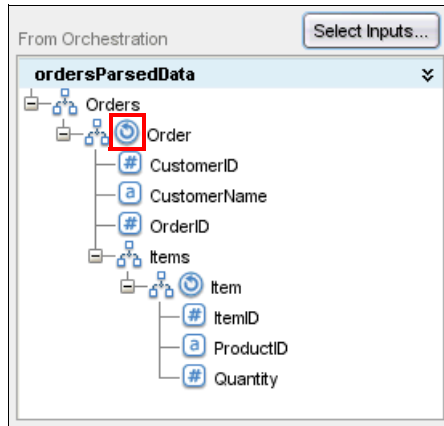 From Orchestration
Select Inputs...
ordersParsedData
Orders
Order
# CustomerID
a CustomerName
# OrderID
Items
Item
# ItemID
a ProductID
# Quantity